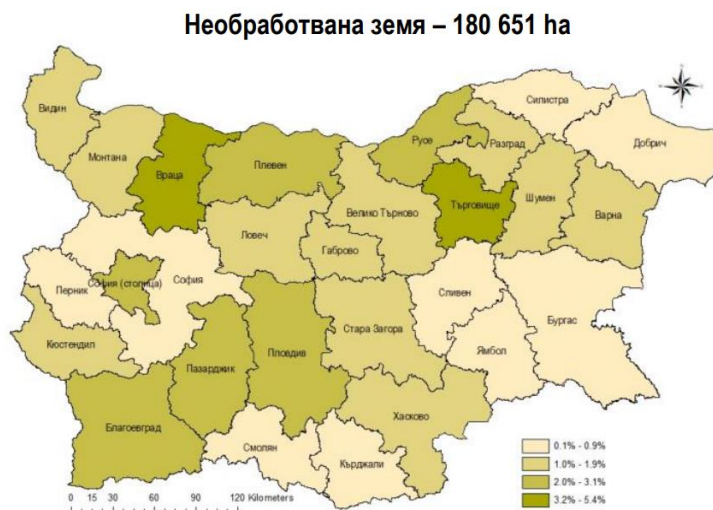 Необработвана земя – 180 651 ha
Видин
Монтана
Враца
Плевен
Русе
Силистра
Разград
Добрич
Търговище
Шумен
Варна
Велико Търново
Ловеч
Габрово
София (столица)
София
Перник
Кюстендил
Сливен
Бургас
Ямбол
Стара Загора
Пловдив
Пазарджик
Благоевград
Хасково
Смолян
Кърджали
0 15 30 60 90 120 Kilometers
0.1% - 0.9%
1.0% - 1.9%
2.0% - 3.1%
3.2% - 5.4%